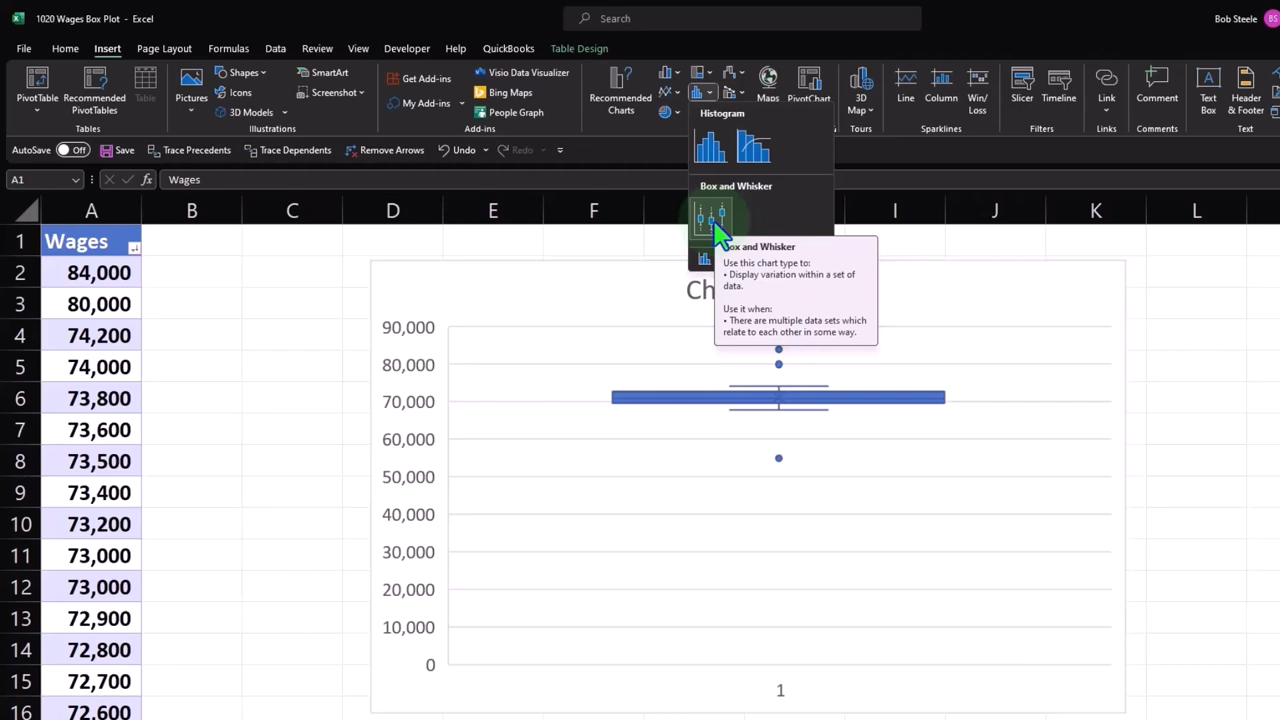 1020 Wages Box Plot - Excel
Search
Bob Steele
BS
File Home Insert Page Layout Formulas Data Review View Developer Help QuickBooks Table Design
PivotTable
Recommended PivotTables
Table
Tables
Pictures
Shapes
Icons
3D Models
SmartArt
Screenshot
Illustrations
Get Add-ins
My Add-ins
Visio Data Visualizer
Bing Maps
People Graph
Add-ins
Recommended Charts
Maps
PivotChart
3D Map
Tours
Line
Column
Win/Loss
Sparklines
Slicer
Timeline
Filters
Link
Links
Comment
Comments
Text Box
Header & Footer
Text
AutoSave Off Save Trace Precedents Trace Dependents Remove Arrows Undo Redo
Histogram
Box and Whisker
A1 fx Wages
A B C D E F I J K L
1 Wages
2 84,000
3 80,000
4 74,200
5 74,000
6 73,800
7 73,600
8 73,500
9 73,400
10 73,200
11 73,000
12 73,000
13 72,900
14 72,800
15 72,700
16 72,600
Box and Whisker
Use this chart type to:
• Display variation within a set of
data.
Use it when:
• There are multiple data sets which
relate to each other in some way.
Ch
90,000
80,000
70,000
60,000
50,000
40,000
30,000
20,000
10,000
0
1